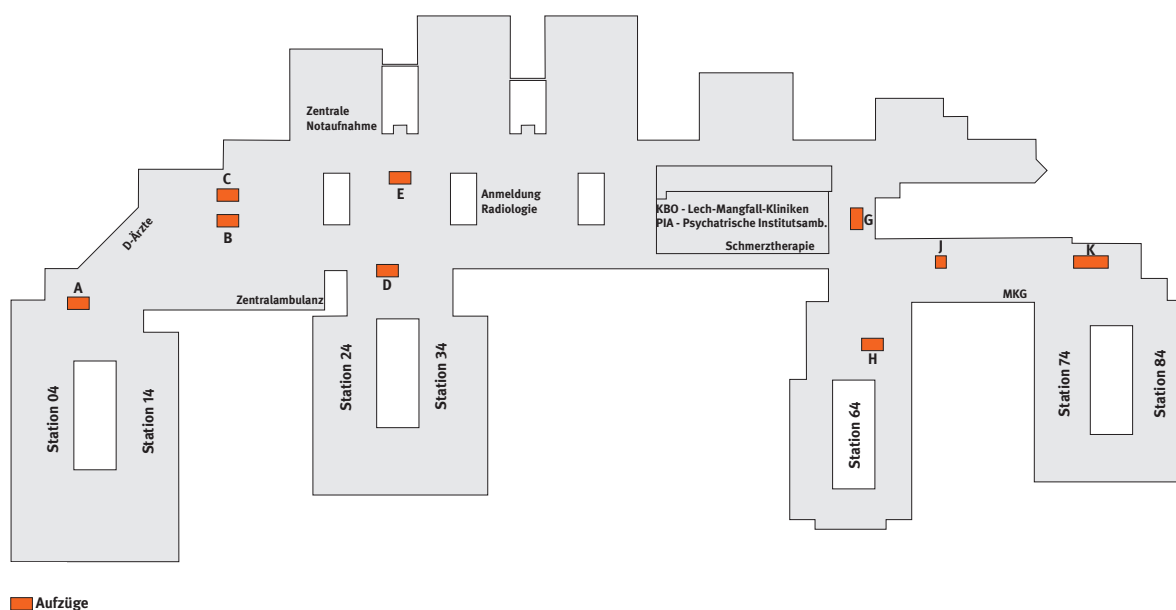 Zentrale
Notaufnahme
C
E
Anmeldung
Radiologie
KBO - Lech-Mangfall-Kliniken
PIA - Psychatrische Institutsamb.
Schmerztherapie
G
D-Ärzte
B
J
K
A
Zentralambulanz
D
MKG
H
Station 04
Station 14
Station 24
Station 34
Station 64
Station 74
Station 84
Aufzüge